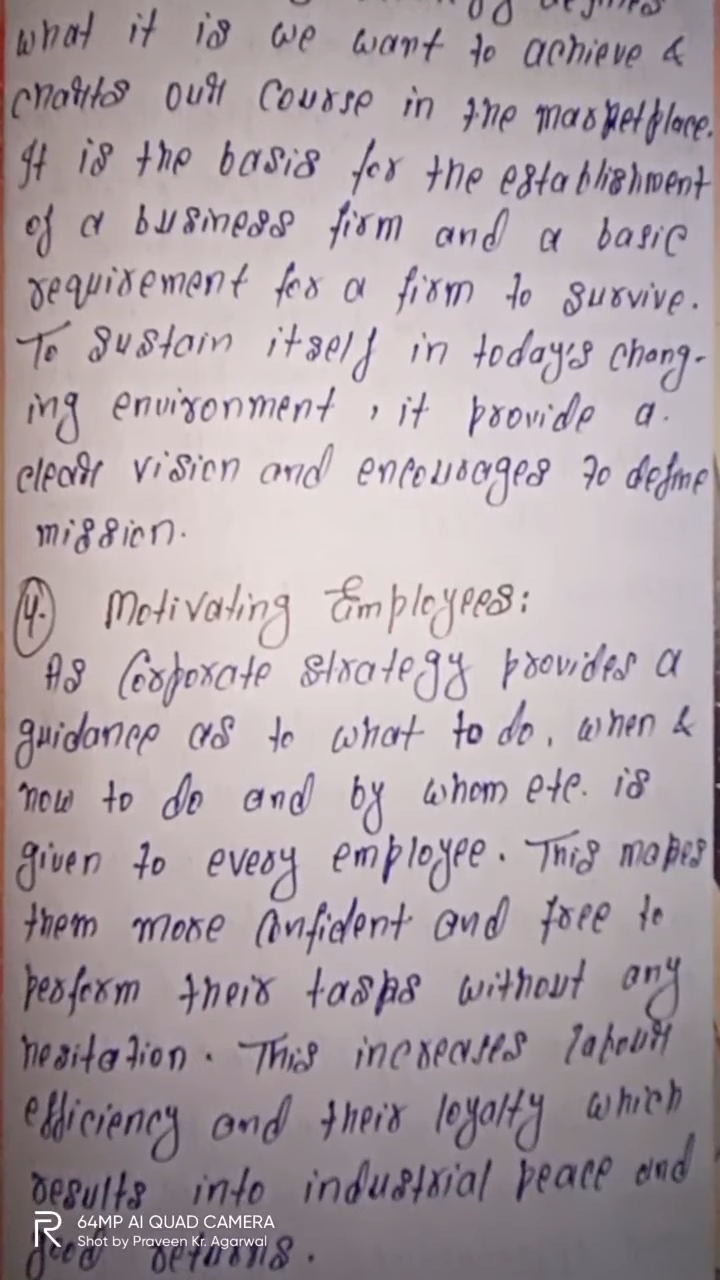 defines
what it is we want to achieve &
charts our course in the marketplace.
It is the basis for the establishment
of a business firm and a basic
requirement for a firm to survive.
To sustain itself in today's chang-
ing environment, it provide a
clear vision and encourages to define
mission.
4. Motivating Employees:
As Corporate strategy provides a
guidance as to what to do, when &
how to do and by whom etc. is
given to every employee. This makes
them more confident and free to
perform their tasks without any
hesitation. This increases labour
efficiency and their loyalty which
results into industrial peace and
good returns.
64MP AI QUAD CAMERA
Shot by Praveen Kr. Agarwal